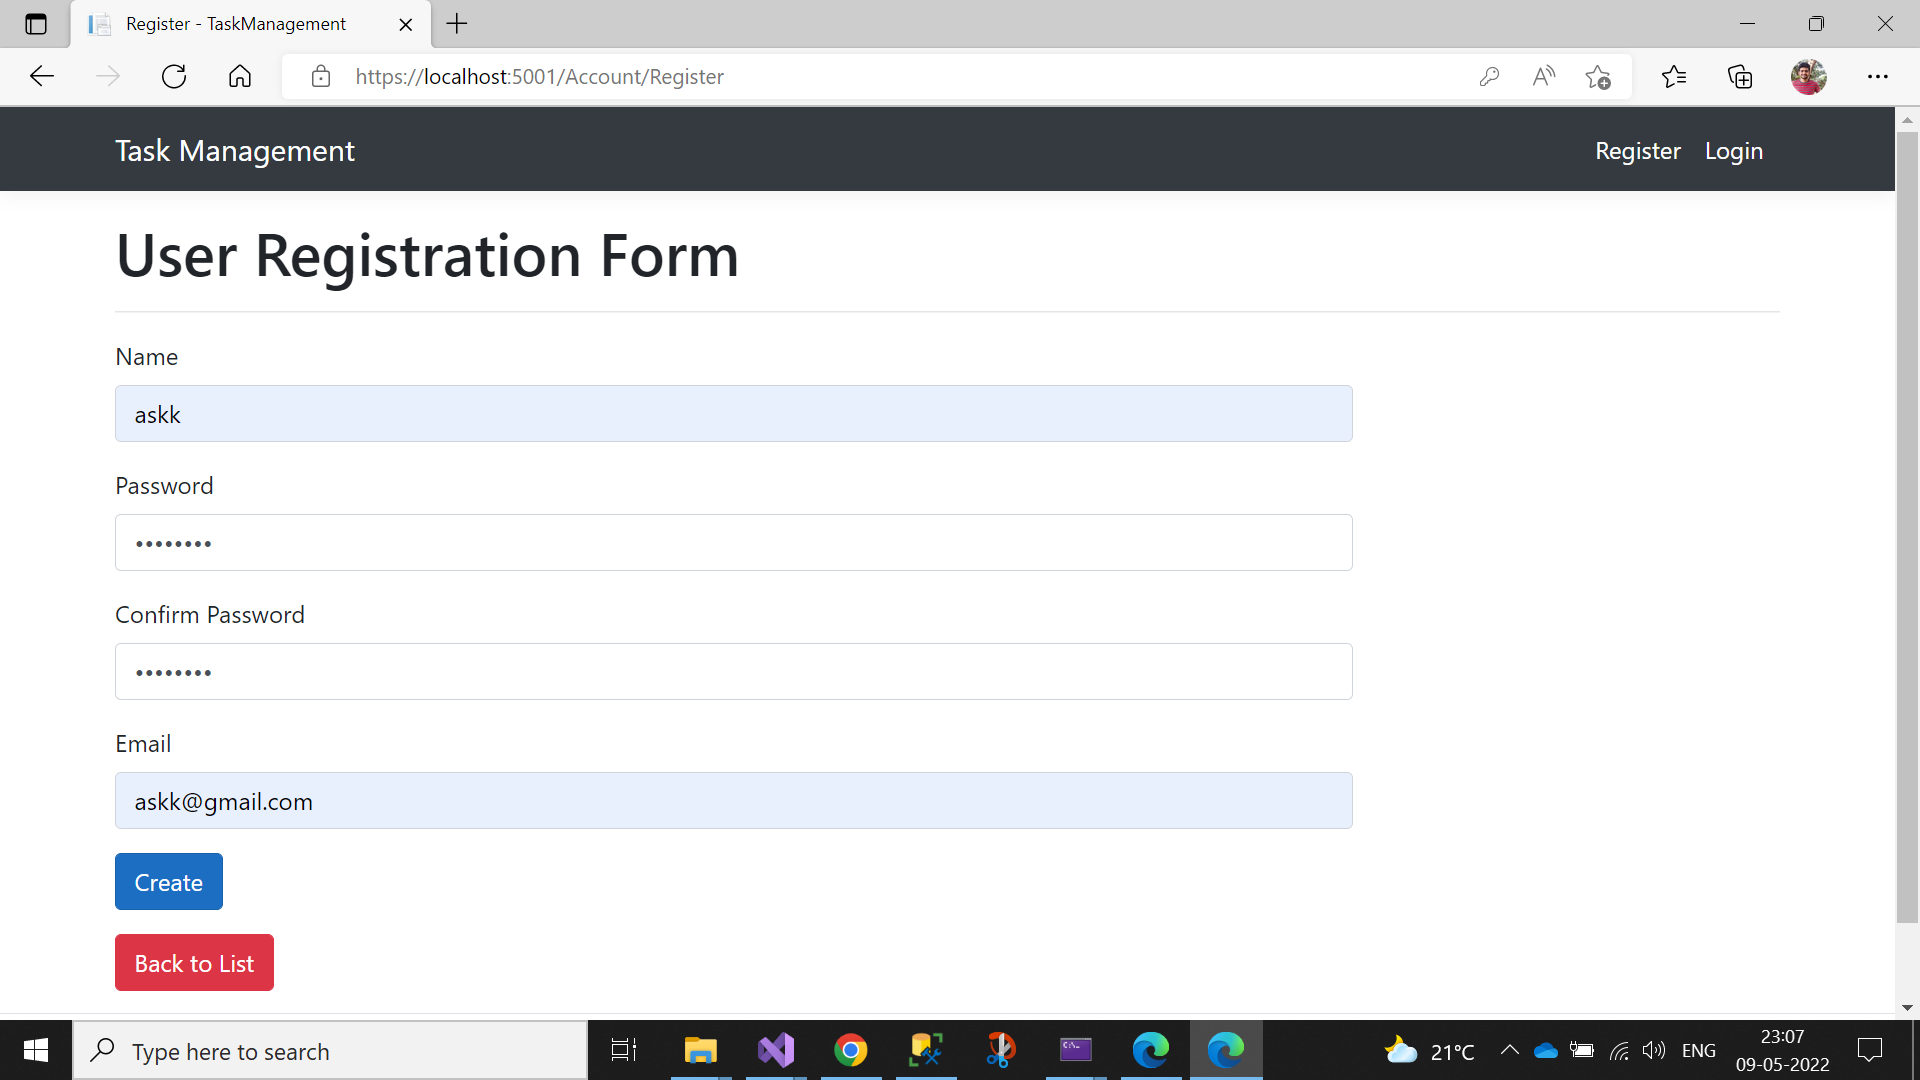 Register - TaskManagement
https://localhost:5001/Account/Register
Task Management
Register Login
User Registration Form
Name
askk
Password
••••••••
Confirm Password
••••••••
Email
askk@gmail.com
Create
Back to List
Type here to search
21°C
ENG
23:07
09-05-2022